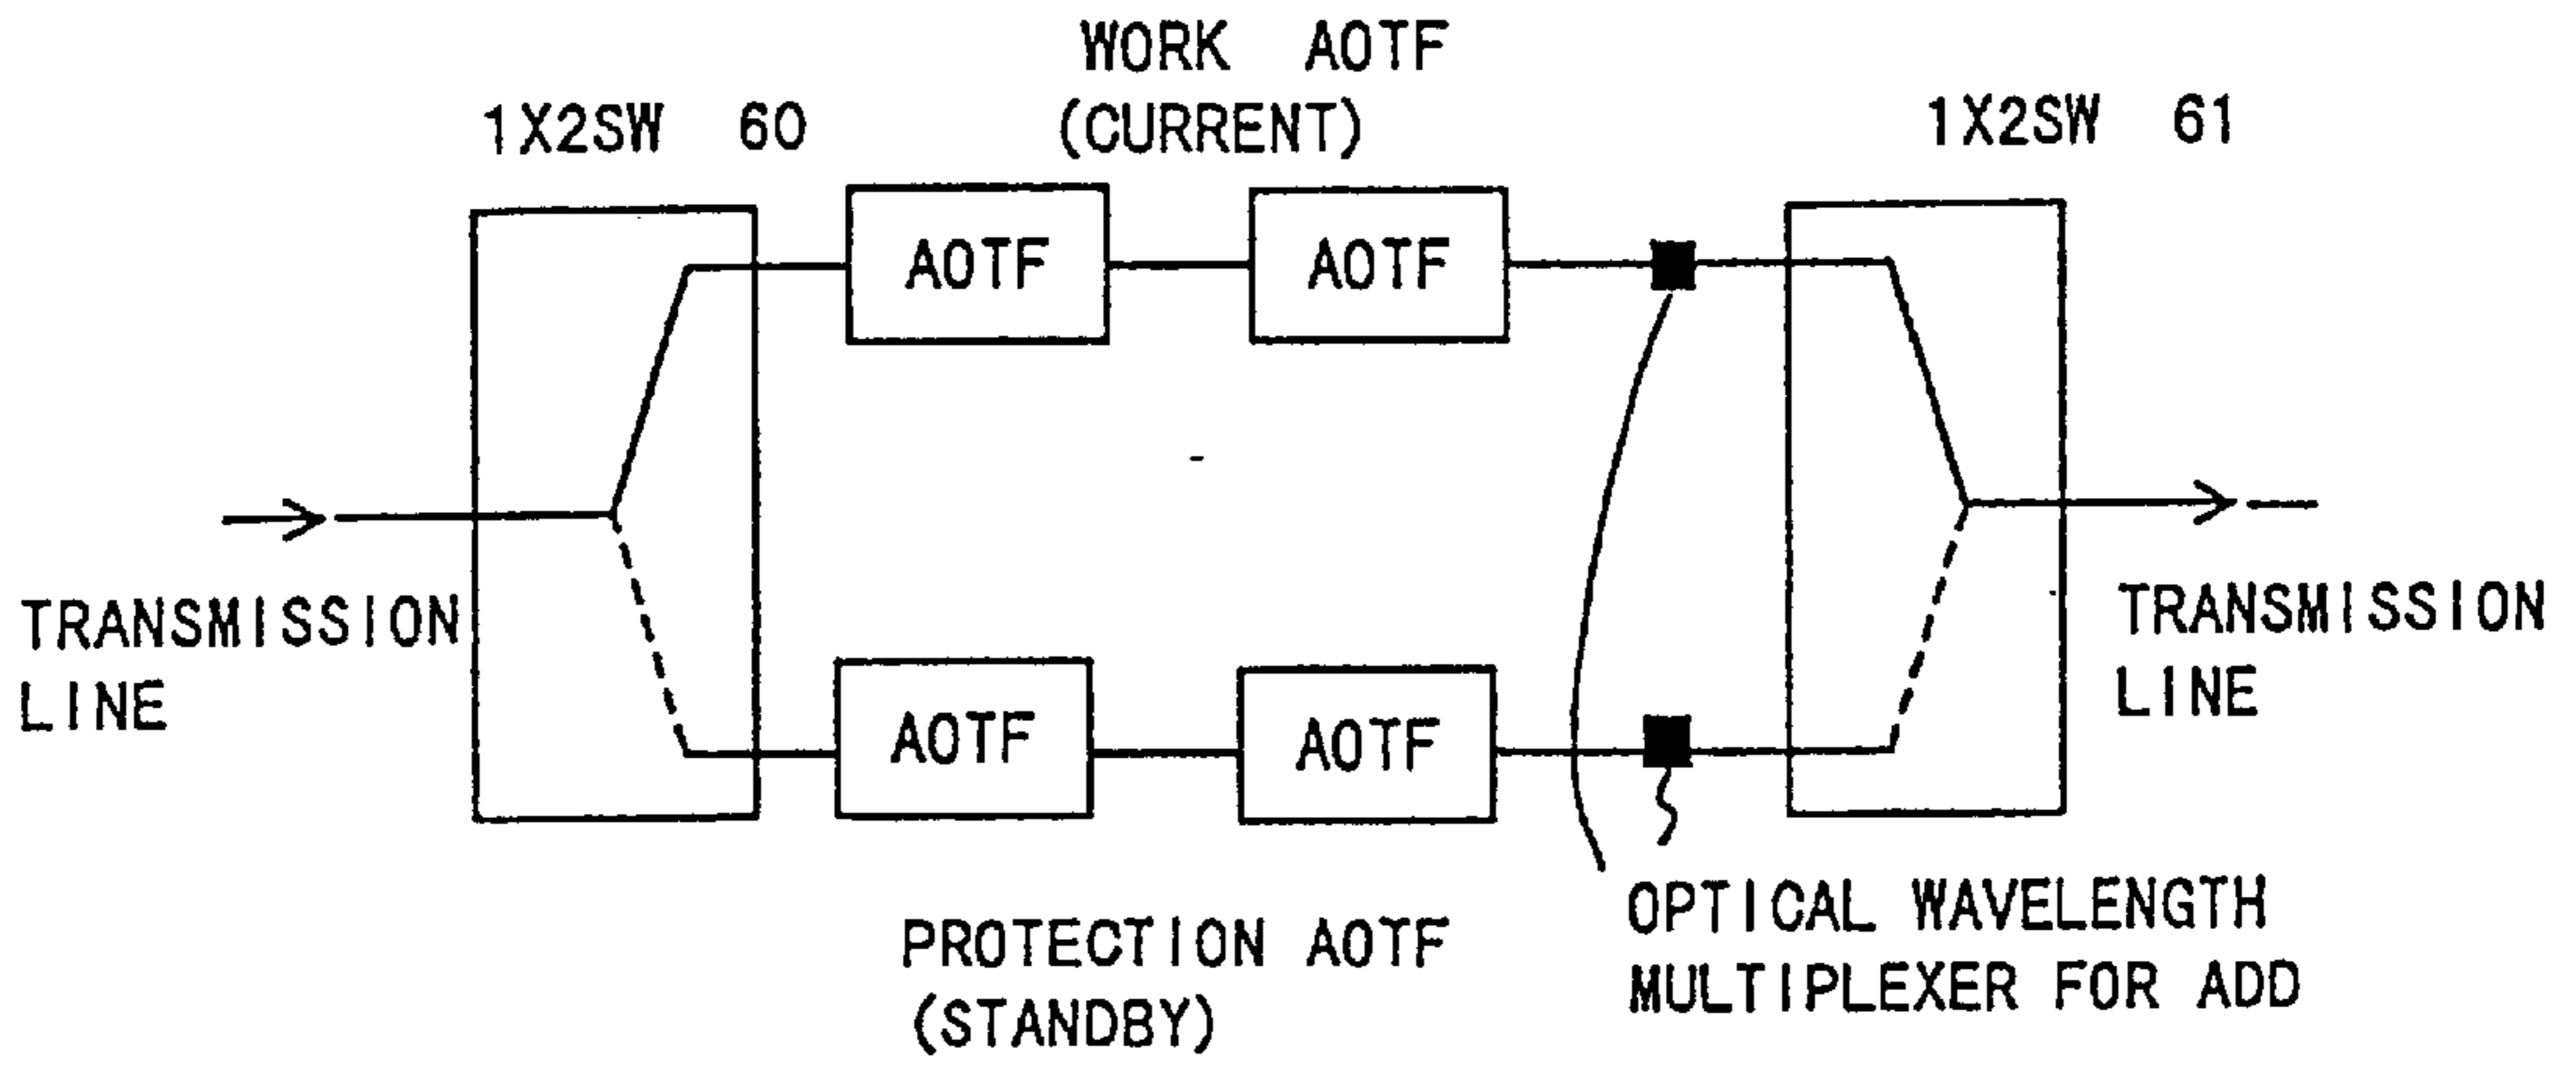 WORK AOTF
(CURRENT)
1X2SW 60
1X2SW 61
AOTF
AOTF
TRANSMISSION
LINE
TRANSMISSION
LINE
AOTF
AOTF
PROTECTION AOTF
(STANDBY)
OPTICAL WAVELENGTH
MULTIPLEXER FOR ADD